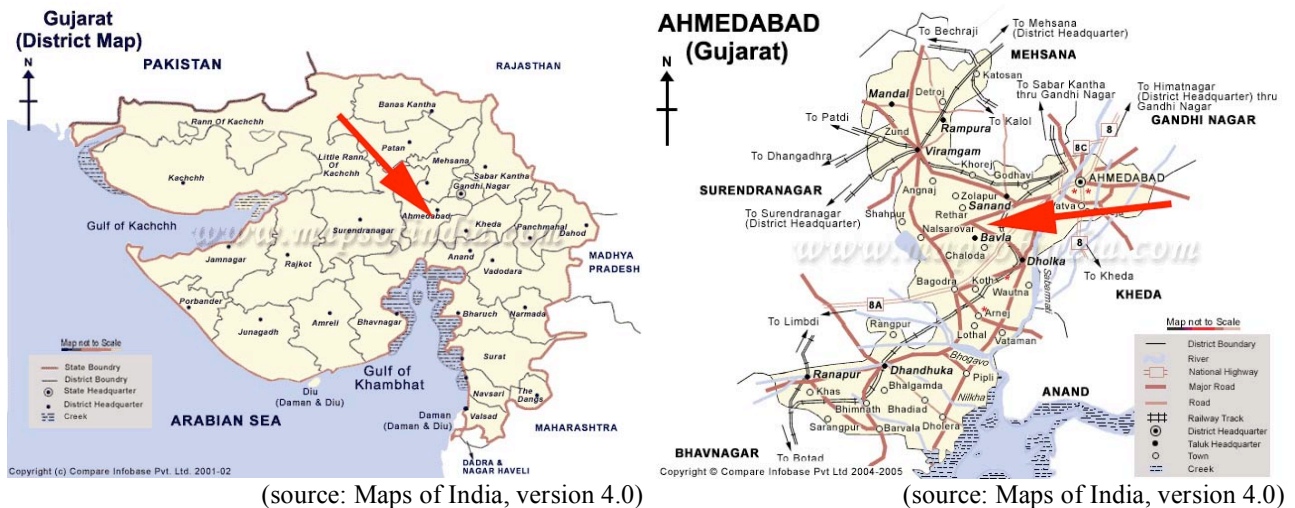 Gujarat
(District Map)
N
PAKISTAN
RAJASTHAN
Banas Kantha
Rann Of Kachchh
Patan
Little Rann
Of
Kachchh
Mehsana
Sabar Kantha
Gandhi Nagar
Kachchh
Ahmedabad
Gulf of Kachchh
Surendranagar
Kheda
Panchmahal
Dahod
www.mapsofindia.com
Anand
Vadodara
MADHYA
PRADESH
Jamnagar
Rajkot
Porbander
Junagadh
Amreli
Bhavnagar
Bharuch
Narmada
Map not to Scale
State Boundry
District Boundry
State Headquarter
District Headquarter
Creek
Gulf of
Khambhat
Surat
Diu
(Daman & Diu)
Navsari
The
Dangs
Valsad
Daman
(Daman & Diu)
ARABIAN SEA
MAHARASHTRA
DADRA &
NAGAR HAVELI
Copyright (c) Compare Infobase Pvt. Ltd. 2001-02
(source: Maps of India, version 4.0)
AHMEDABAD
(Gujarat)
N
To Bechraji
To Mehsana
(District Headquarter)
MEHSANA
Katosan
Detroj
Mandal
To Sabar Kantha
thru Gandhi Nagar
To Himatnagar
(District Headquarter) thru
Gandhi Nagar
GANDHI NAGAR
To Patdi
Zund
Rampura
To Kalol
8
8C
Viramgam
To Dhangadhra
Khorej
Godhavi
AHMEDABAD
SURENDRANAGAR
Angnaj
Zolapur
Sanand
Vatva
Rethar
To Surendranagar
(District Headquarter)
Shahpur
Nalsarovar
Bavla
8
www.mapsofindia.com
Chaloda
Dholka
To Kheda
KHEDA
Bagodra
Koth
Wautna
Sabarmati
8A
Arnej
To Limbdi
Rangpur
Lothal
Vataman
Bhogavo
Ranapur
Dhandhuka
Pipli
Khas
Bhalgamda
Nilkha
ANAND
Bhimnath
Bhadiad
Sarangpur
Barvala
Dholera
BHAVNAGAR
To Botad
Map not to Scale
District Boundary
River
National Highway
Major Road
Road
Railway Track
District Headquarter
Taluk Headquarter
Town
Creek
Copyright © Compare Infobase Pvt Ltd 2004-2005
(source: Maps of India, version 4.0)